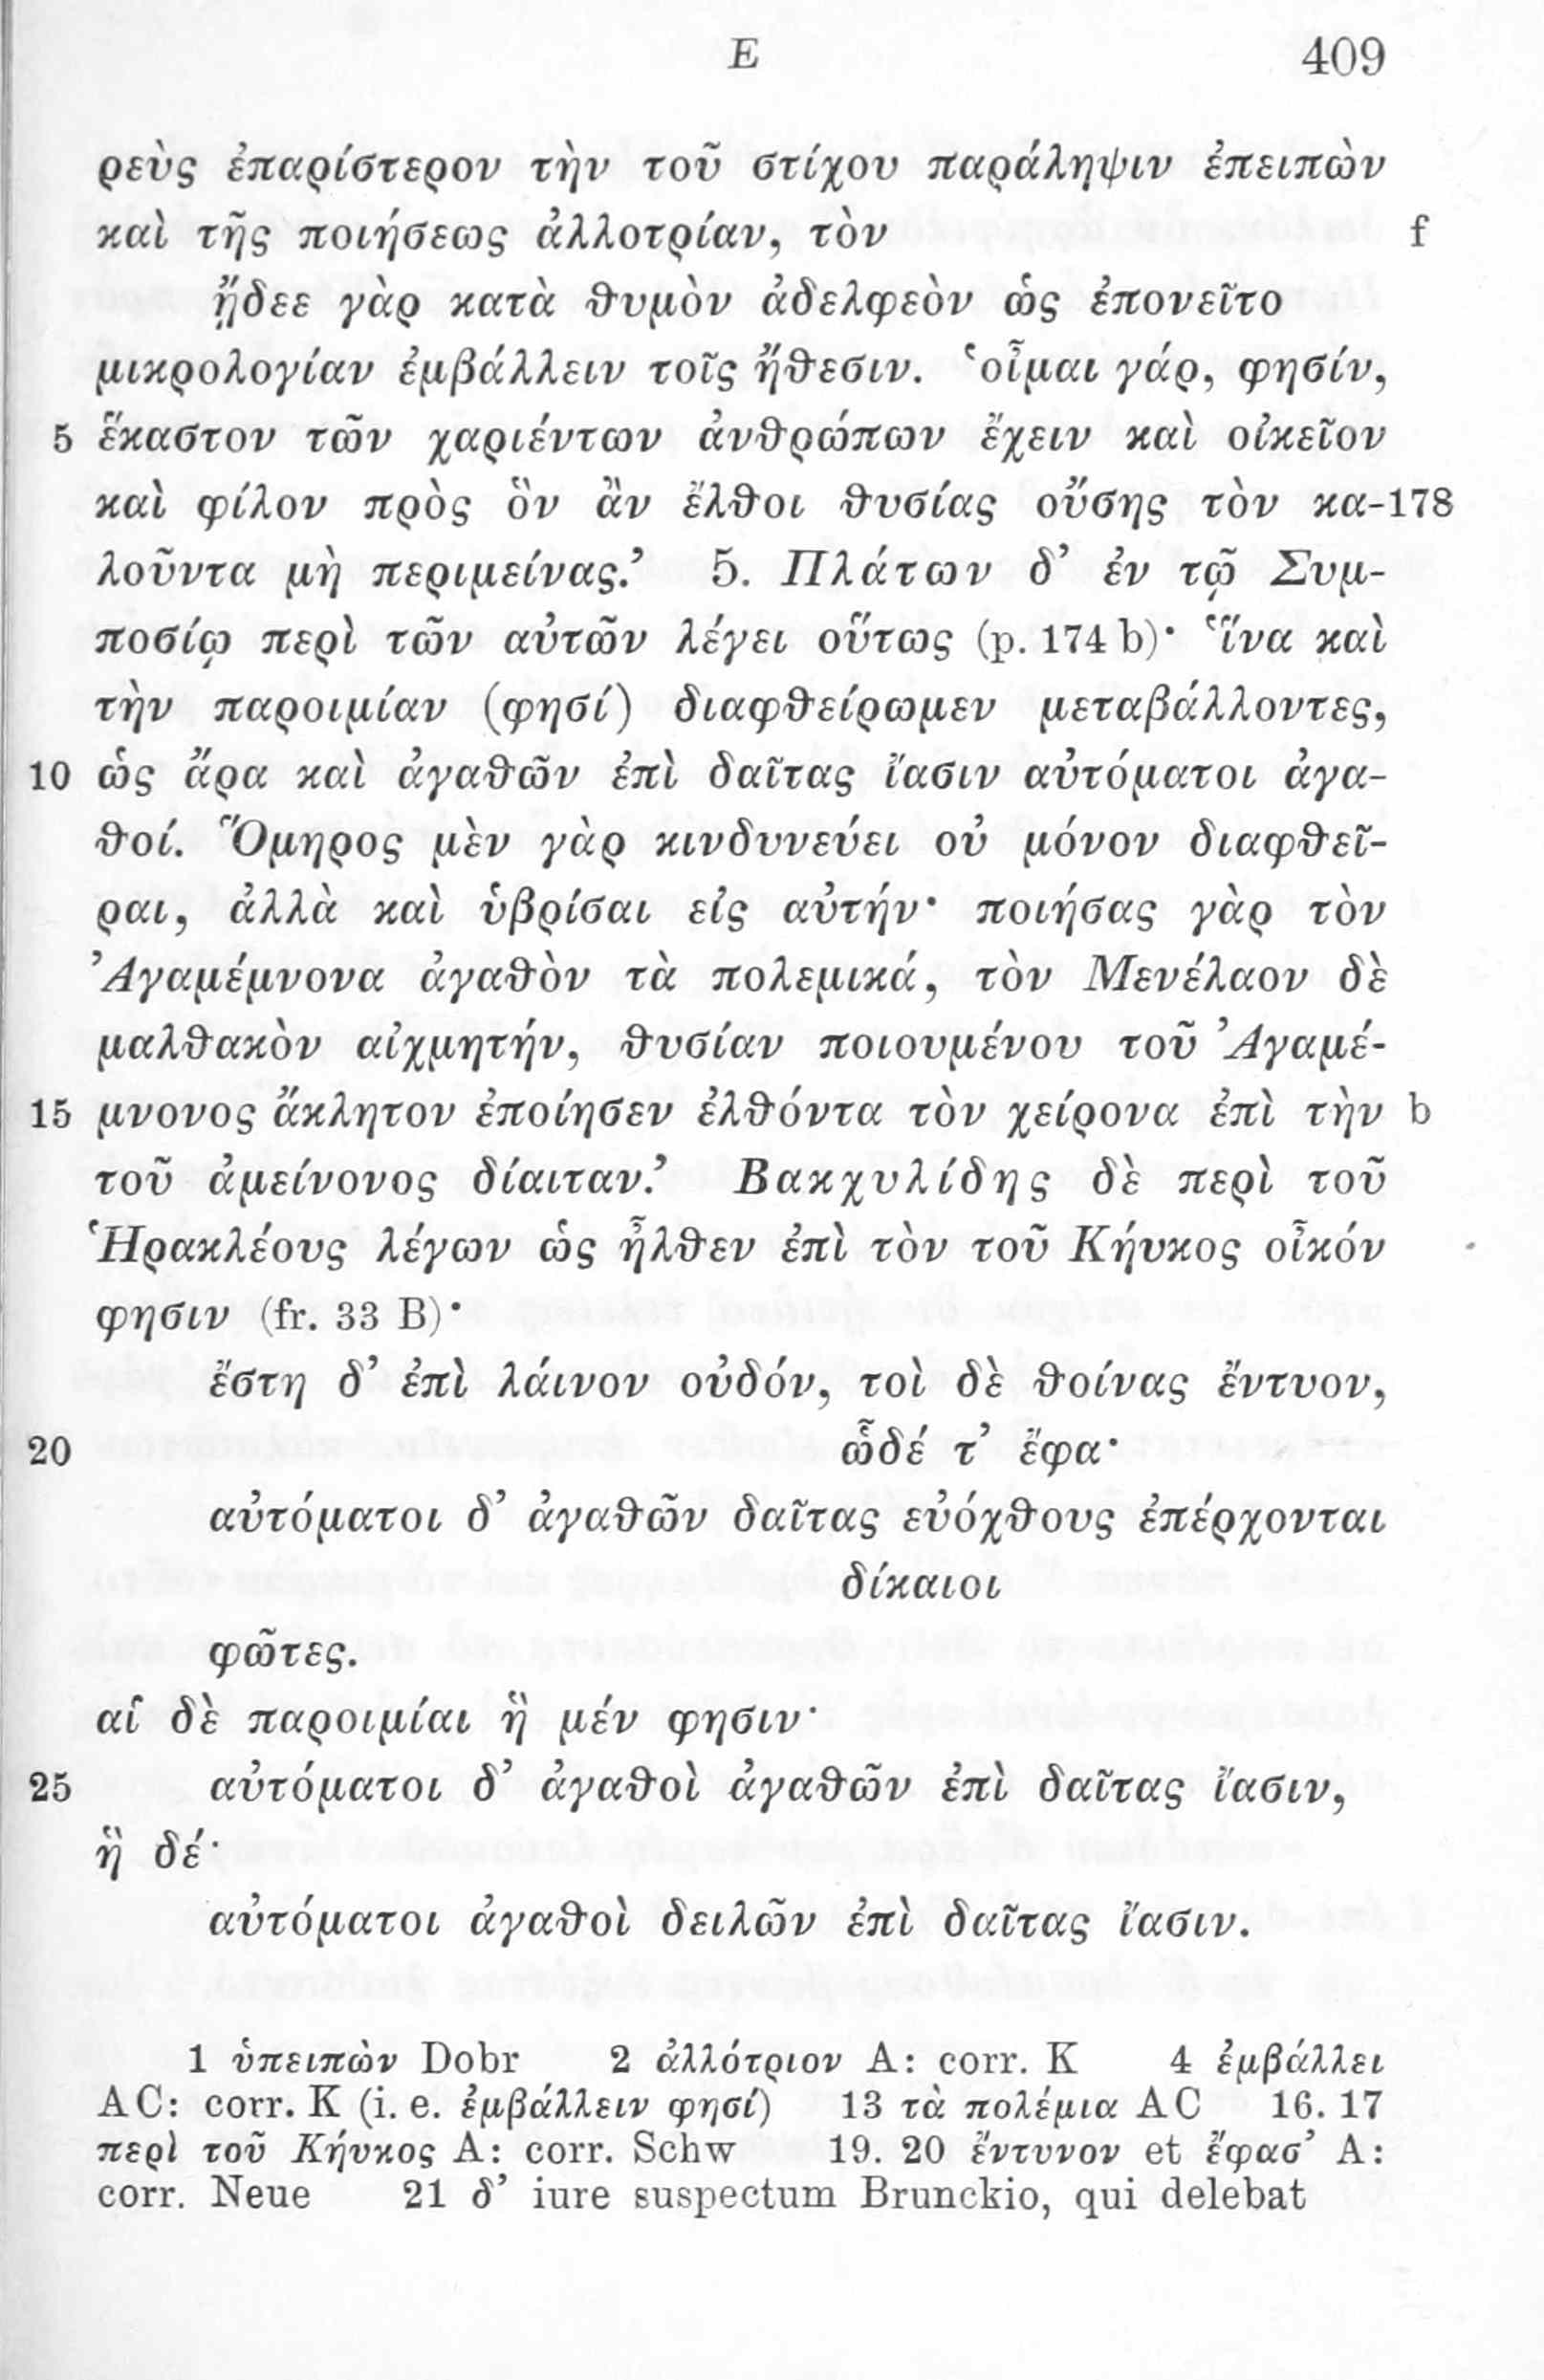 E 409
ρεὺς ἐπαρίστερον τὴν τοῦ στίχου παράληψιν ἐπειπὼν
καὶ τῆς ποιήσεως ἀλλοτρίαν, τὸν f
ᾔδεε γὰρ κατὰ θυμὸν ἀδελφεὸν ὡς ἐπονεῖτο
μικρολογίαν ἐμβάλλειν τοῖς ἤθεσιν. ‘οἶμαι γάρ, φησίν,
5 ἕκαστον τῶν χαριέντων ἀνθρώπων ἔχειν καὶ οἰκεῖον
καὶ φίλον πρὸς ὃν ἂν ἔλθοι θυσίας οὔσης τὸν κα-178
λοῦντα μὴ περιμείνας.’ 5. Πλάτων δ’ ἐν τῷ Συμ-
ποσίῳ περὶ τῶν αὐτῶν λέγει οὕτως (p. 174 b)· ‘ἵνα καὶ
τὴν παροιμίαν (φησί) διαφθείρωμεν μεταβάλλοντες,
10 ὡς ἄρα καὶ ἀγαθῶν ἐπὶ δαῖτας ἴασιν αὐτόματοι ἀγα-
θοί. Ὅμηρος μὲν γὰρ κινδυνεύει οὐ μόνον διαφθεῖ-
ραι, ἀλλὰ καὶ ὑβρίσαι εἰς αὐτήν· ποιήσας γὰρ τὸν
Ἀγαμέμνονα ἀγαθὸν τὰ πολεμικά, τὸν Μενέλαον δὲ
μαλθακὸν αἰχμητήν, θυσίαν ποιουμένου τοῦ Ἀγαμέ-
15 μνονος ἄκλητον ἐποίησεν ἐλθόντα τὸν χείρονα ἐπὶ τὴν b
τοῦ ἀμείνονος δίαιταν.’ Βακχυλίδης δὲ περὶ τοῦ
Ἡρακλέους λέγων ὡς ἦλθεν ἐπὶ τὸν τοῦ Κήυκος οἶκόν
φησιν (fr. 33 B)·
ἔστη δ’ ἐπὶ λάινον οὐδόν, τοὶ δὲ θοίνας ἔντυον,
20 ὧδέ τ’ ἔφα·
αὐτόματοι δ’ ἀγαθῶν δαῖτας εὐόχθους ἐπέρχονται
δίκαιοι
φῶτες.
αἱ δὲ παροιμίαι ἣ μέν φησιν·
25 αὐτόματοι δ’ ἀγαθοὶ ἀγαθῶν ἐπὶ δαῖτας ἴασιν,
ἣ δέ·
αὐτόματοι ἀγαθοὶ δειλῶν ἐπὶ δαῖτας ἴασιν.
1 ὑπειπὼν Dobr 2 ἀλλότριον A: corr. K 4 ἐμβάλλει
AC: corr. K (i. e. ἐμβάλλειν φησί) 13 τὰ πολέμια AC 16. 17
περὶ τοῦ Κήυκος A: corr. Schw 19. 20 ἔντυνον et ἔφασ’ A:
corr. Neue 21 δ’ iure suspectum Brunckio, qui delebat